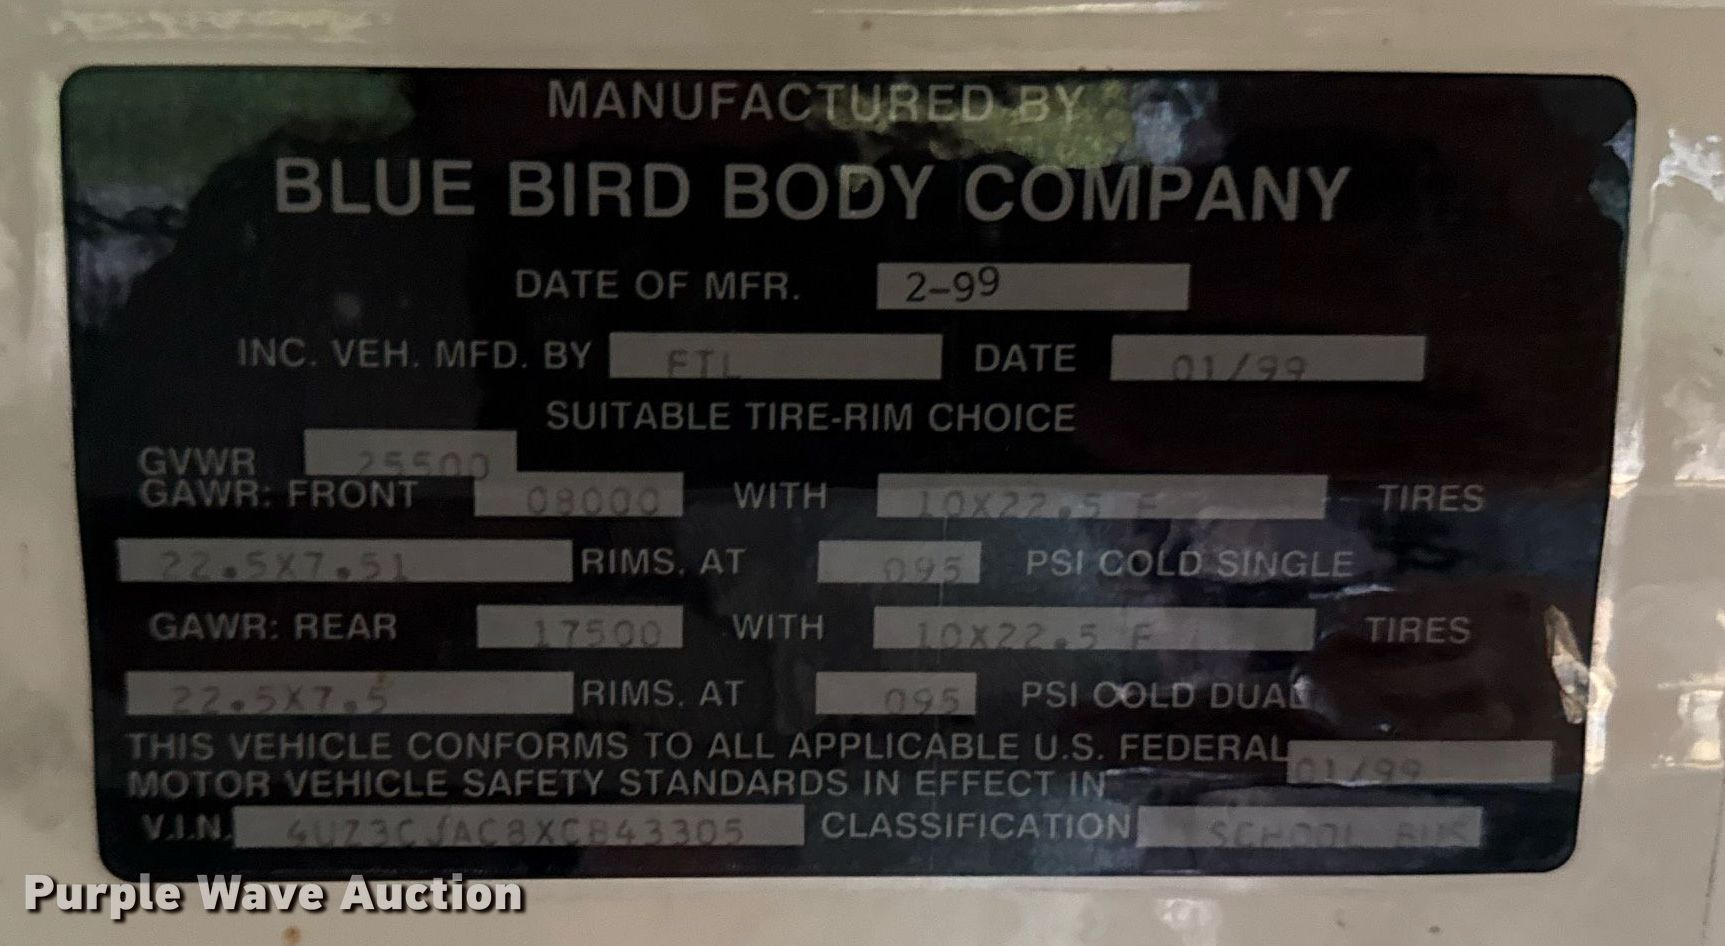 MANUFACTURED BY
BLUE BIRD BODY COMPANY
DATE OF MFR. 2-99
INC. VEH. MFD. BY FTL DATE 01/99
SUITABLE TIRE-RIM CHOICE
GVWR 25500
GAWR: FRONT 08000 WITH 10X22.5 F TIRES
22.5X7.51 RIMS. AT 095 PSI COLD SINGLE
GAWR: REAR 17500 WITH 10X22.5 F TIRES
22.5X7.5 RIMS. AT 095 PSI COLD DUAL
THIS VEHICLE CONFORMS TO ALL APPLICABLE U.S. FEDERAL
MOTOR VEHICLE SAFETY STANDARDS IN EFFECT IN 01/99
V.I.N. 4UZ3CJAC8XCB43305 CLASSIFICATION SCHOOL BUS
Purple Wave Auction